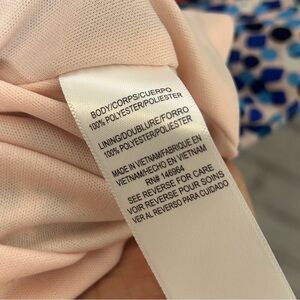 BODY/CORPS/CUERPO
100% POLYESTER/POLIESTER
LINING/DOUBLURE/FORRO
100% POLYESTER/POLIESTER
MADE IN VIETNAM/FABRIQUE EN
VIETNAM/HECHO EN VIETNAM
RN# 146964
SEE REVERSE FOR CARE
VOIR REVERSE POUR SOINS
VER AL REVERSO PARA CUIDADO